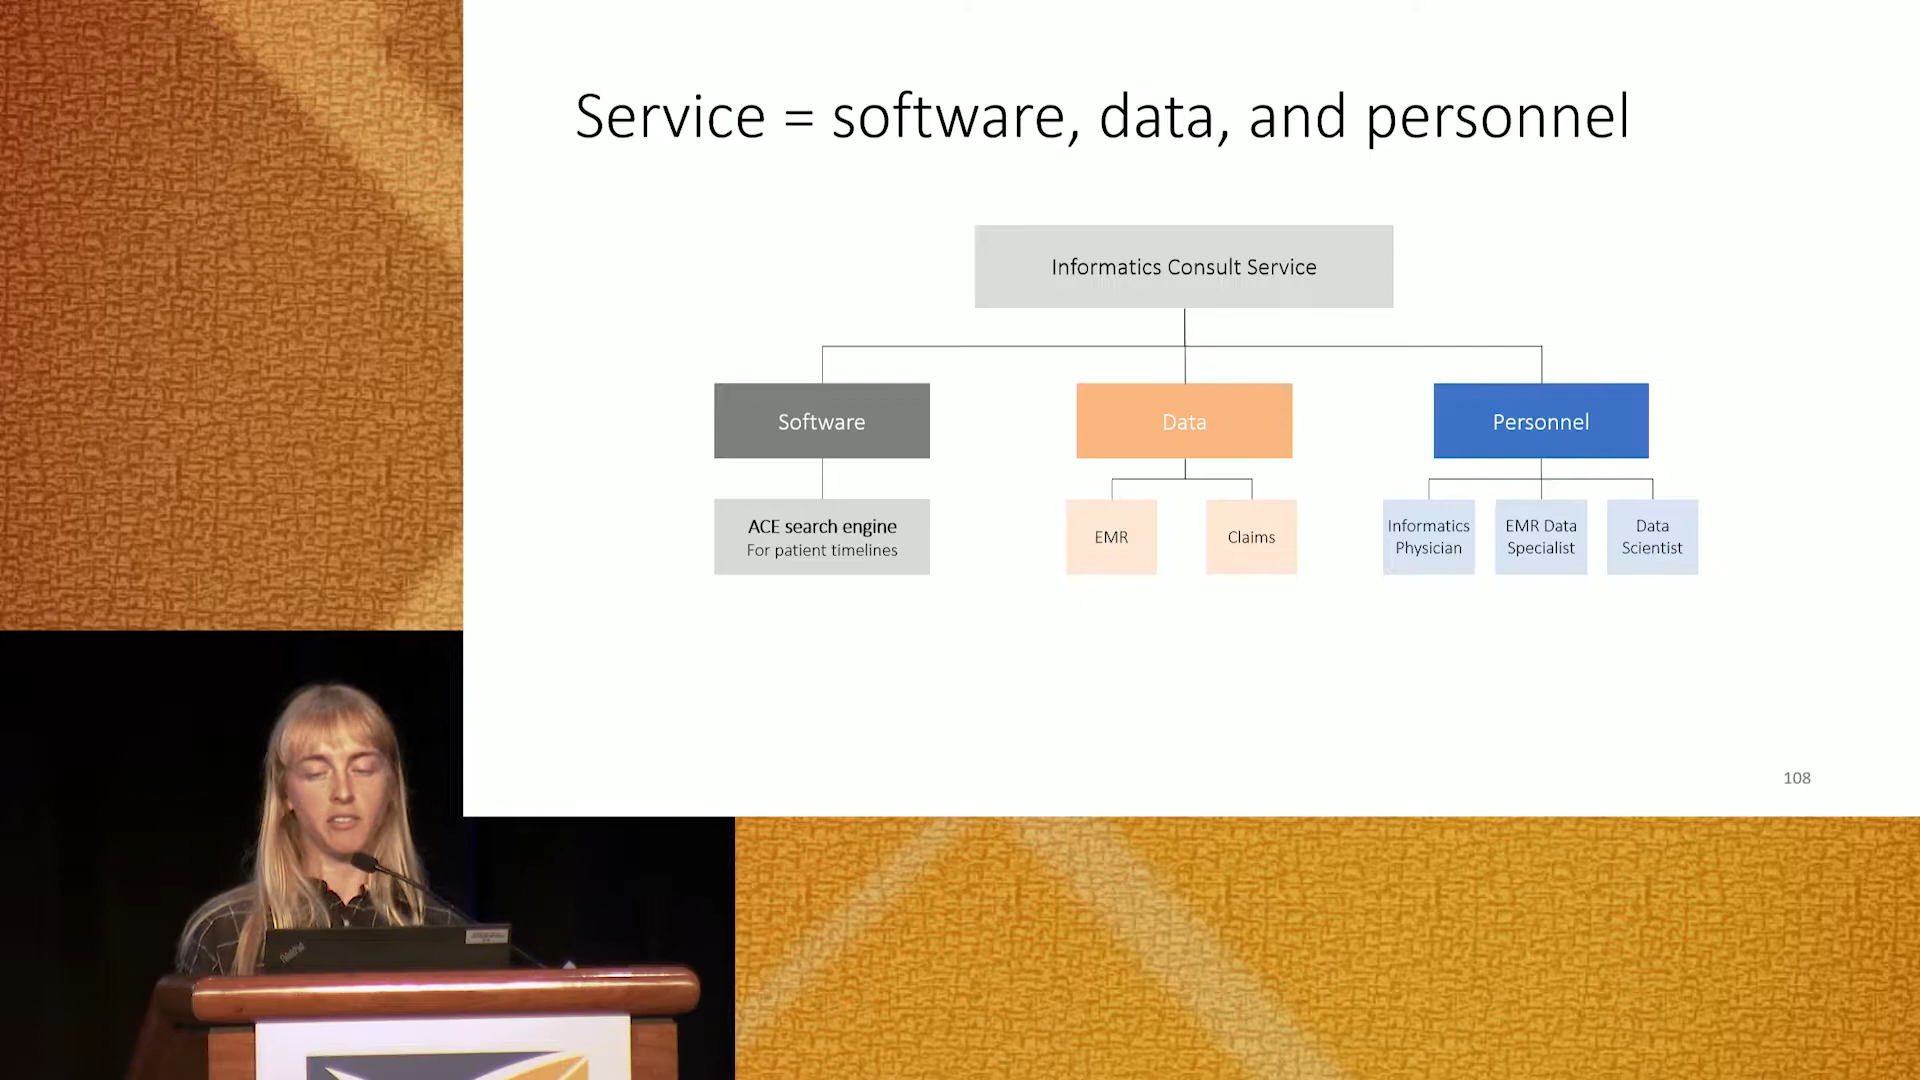 Service = software, data, and personnel
Informatics Consult Service
Software
Data
Personnel
ACE search engine
For patient timelines
EMR
Claims
Informatics
Physician
EMR Data
Specialist
Data
Scientist
108
ThinkPad